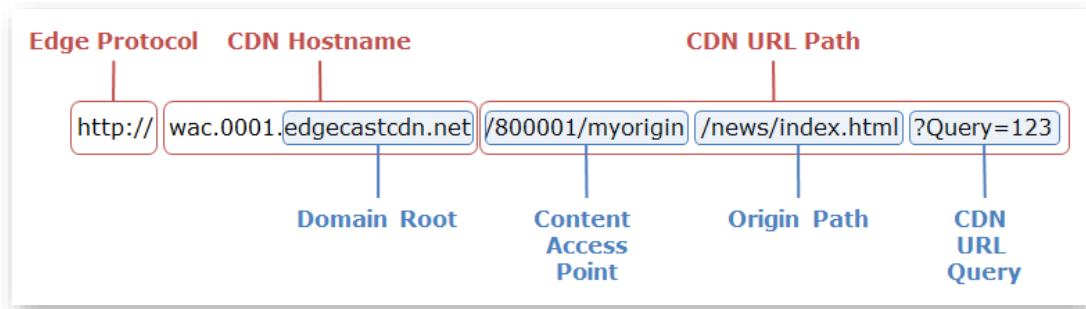 Edge Protocol CDN Hostname CDN URL Path
http:// wac.0001.edgecastcdn.net /800001/myorigin /news/index.html ?Query=123
Domain Root Content Origin Path CDN
Access URL
Point Query